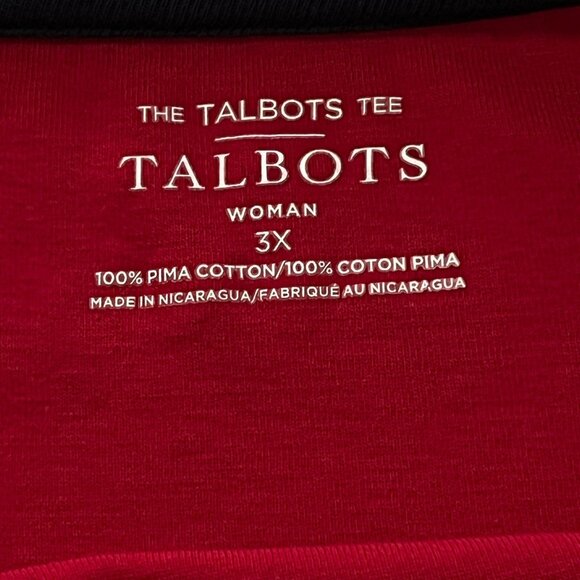 THE TALBOTS TEE
TALBOTS
WOMAN
3X
100% PIMA COTTON/100% COTON PIMA
MADE IN NICARAGUA/FABRIQUÉ AU NICARAGUA